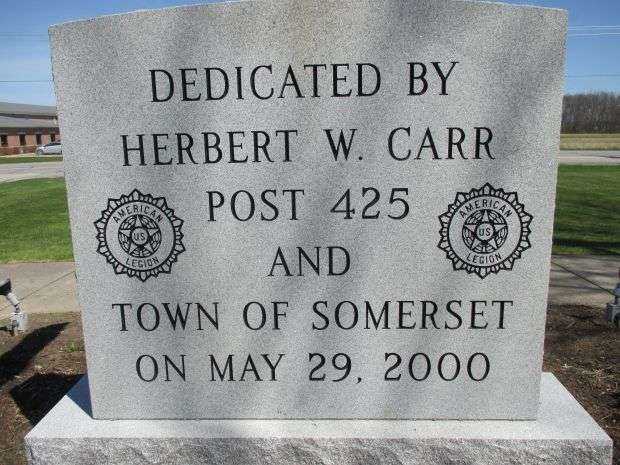 DEDICATED BY
HERBERT W. CARR
POST 425
AMERICAN
US
LEGION
AMERICAN
US
LEGION
AND
TOWN OF SOMERSET
ON MAY 29, 2000